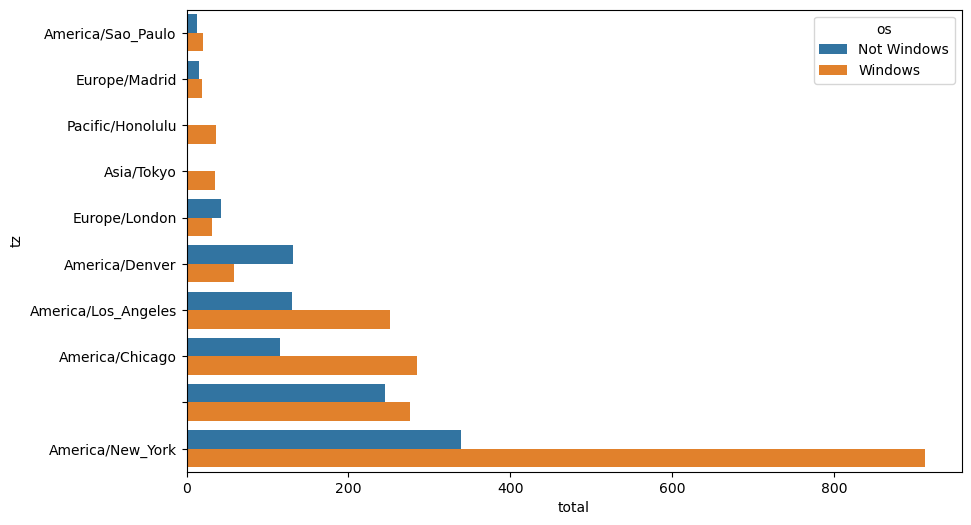 America/Sao_Paulo
Europe/Madrid
Pacific/Honolulu
Asia/Tokyo
Europe/London
America/Denver
America/Los_Angeles
America/Chicago
America/New_York
tz
0 200 400 600 800
total
os
Not Windows
Windows